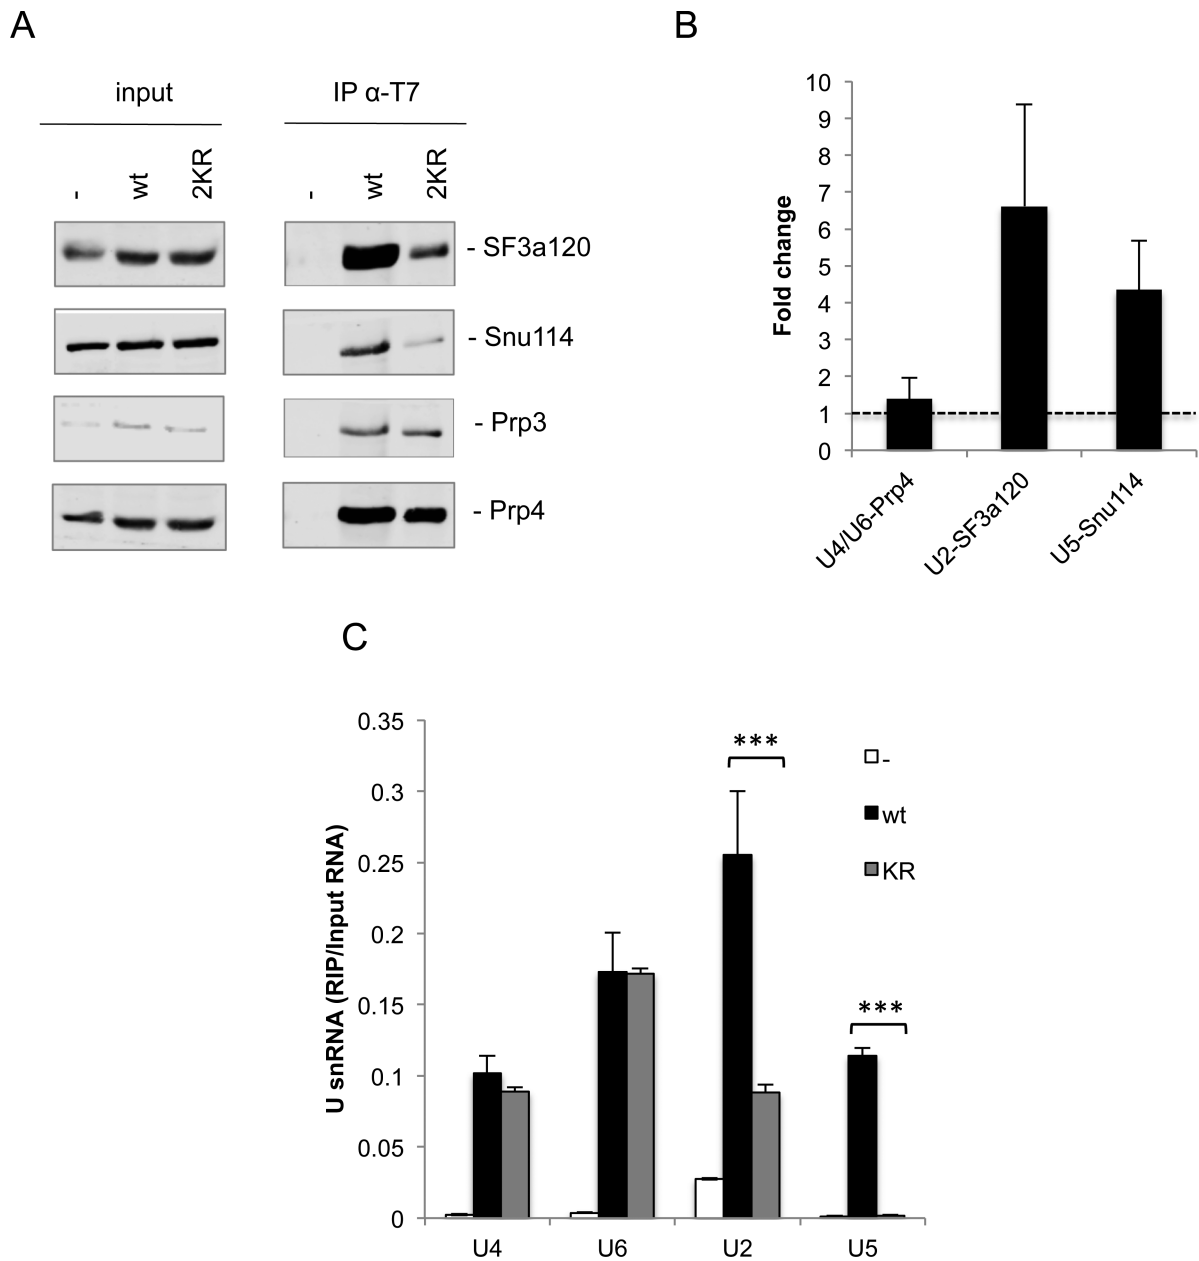 A
input
IP α-T7
-
wt
2KR
-
wt
2KR
- SF3a120
- Snu114
- Prp3
- Prp4
B
Fold change
10
9
8
7
6
5
4
3
2
1
0
U4/U6-Prp4
U2-SF3a120
U5-Snu114
C
U snRNA (RIP/Input RNA)
0.35
0.3
0.25
0.2
0.15
0.1
0.05
0
***
***
-
wt
KR
U4
U6
U2
U5